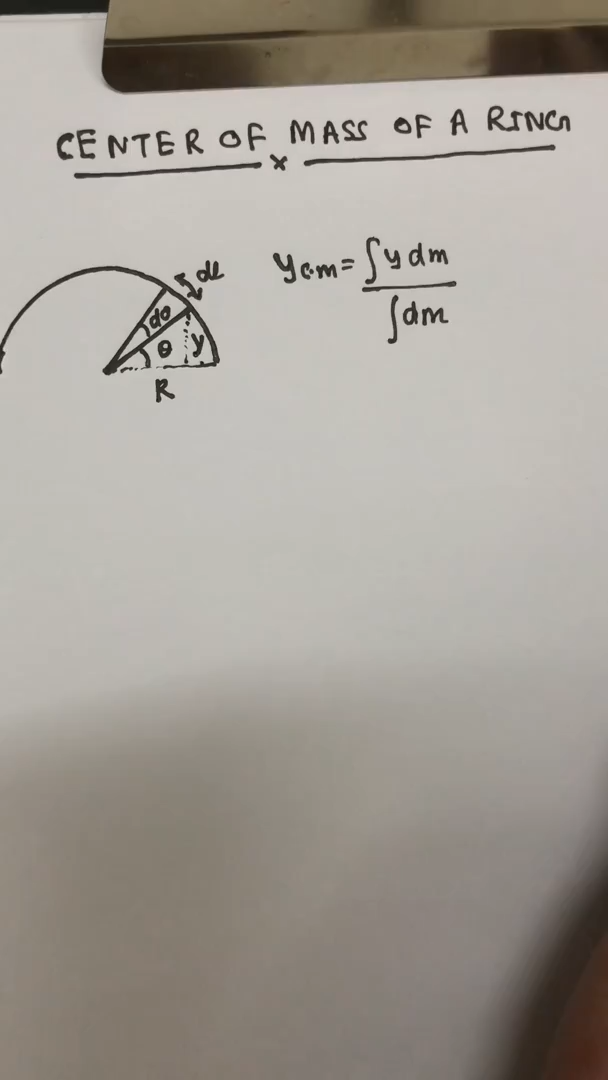 CENTER OF MASS OF A RING
x
dl
dθ
θ
y
R
ycm = ∫y dm
∫dm